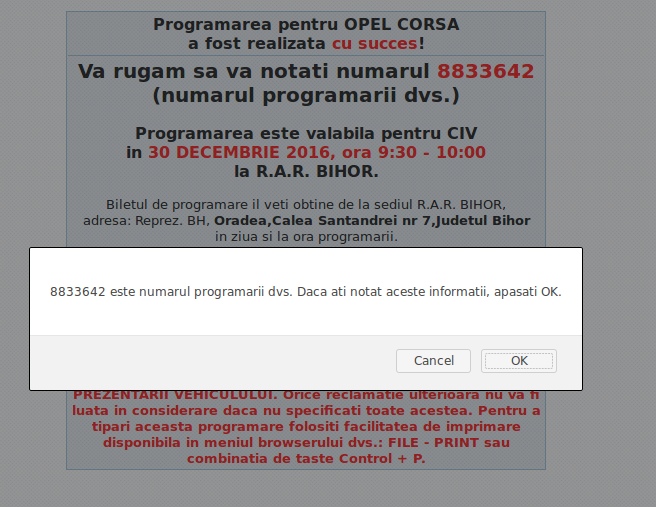 Programarea pentru OPEL CORSA
a fost realizata cu succes!
Va rugam sa va notati numarul 8833642
(numarul programarii dvs.)
Programarea este valabila pentru CIV
in 30 DECEMBRIE 2016, ora 9:30 - 10:00
la R.A.R. BIHOR.
Biletul de programare il veti obtine de la sediul R.A.R. BIHOR,
adresa: Reprez. BH, Oradea,Calea Santandrei nr 7,Judetul Bihor
in ziua si la ora programarii.
8833642 este numarul programarii dvs. Daca ati notat aceste informatii, apasati OK.
Cancel
OK
PREZENTARII VEHICULULUI. Orice reclamatie ulterioara nu va fi
luata in considerare daca nu specificati toate acestea. Pentru a
tipari aceasta programare folositi facilitatea de imprimare
disponibila in meniul browserului dvs.: FILE - PRINT sau
combinatia de taste Control + P.